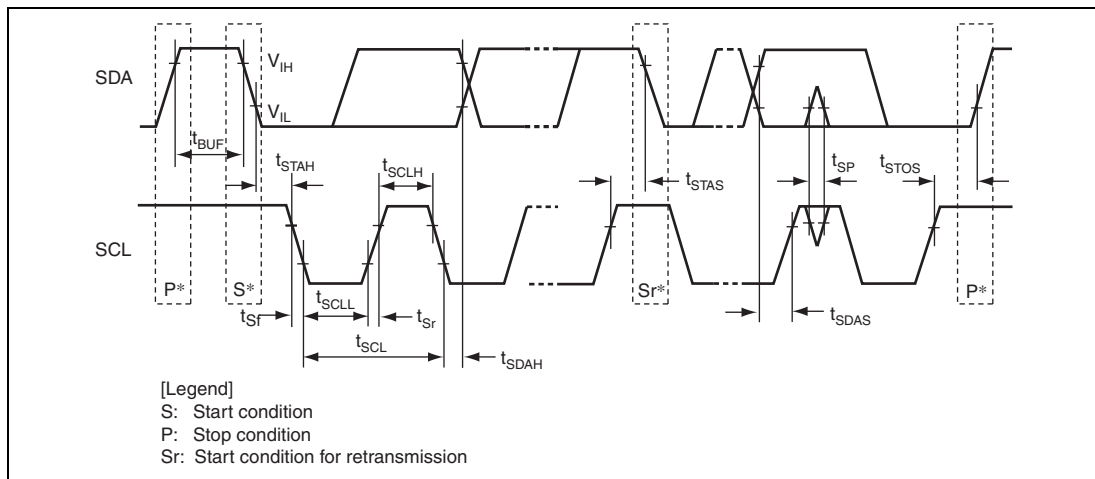 SDA
V_IH
V_IL
t_BUF
t_STAH
t_SCLH
t_STAS
t_SP
t_STOS
SCL
P*
S*
Sr*
P*
t_Sf
t_SCLL
t_Sr
t_SCL
t_SDAH
t_SDAS
[Legend]
S: Start condition
P: Stop condition
Sr: Start condition for retransmission